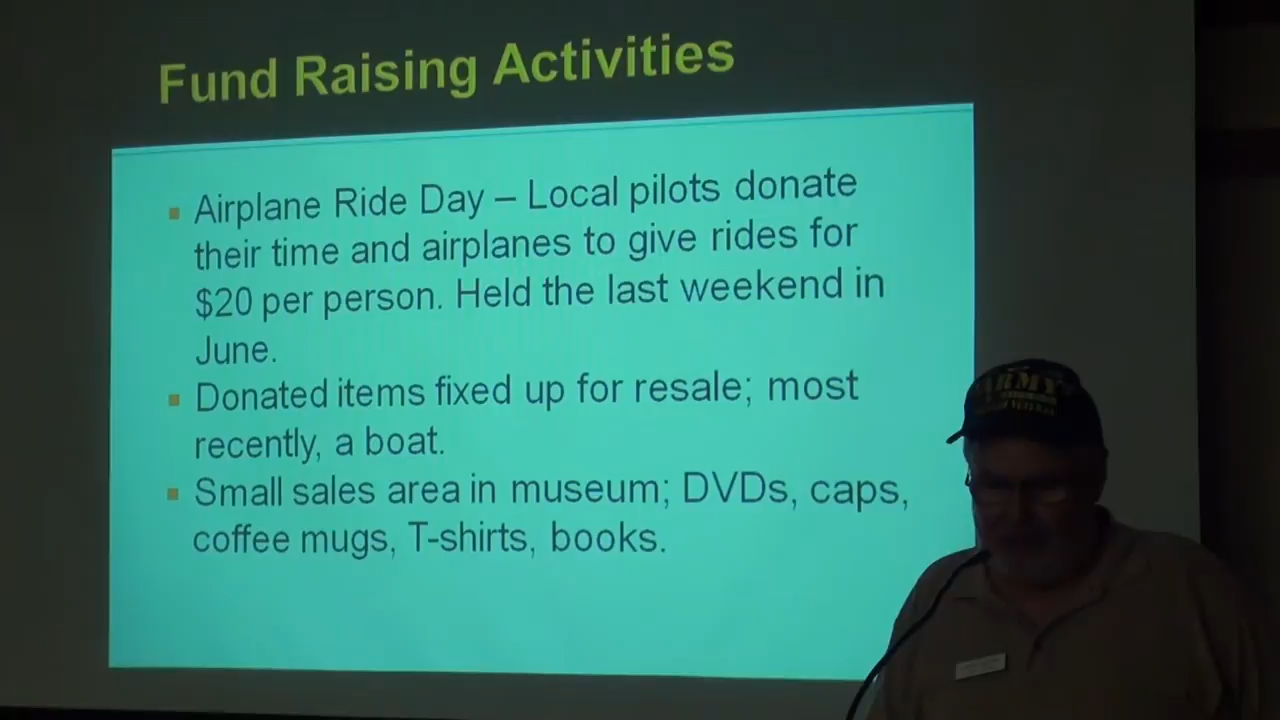 Fund Raising Activities
Airplane Ride Day – Local pilots donate
their time and airplanes to give rides for
$20 per person. Held the last weekend in
June.
Donated items fixed up for resale; most
recently, a boat.
Small sales area in museum; DVDs, caps,
coffee mugs, T-shirts, books.
ARMY